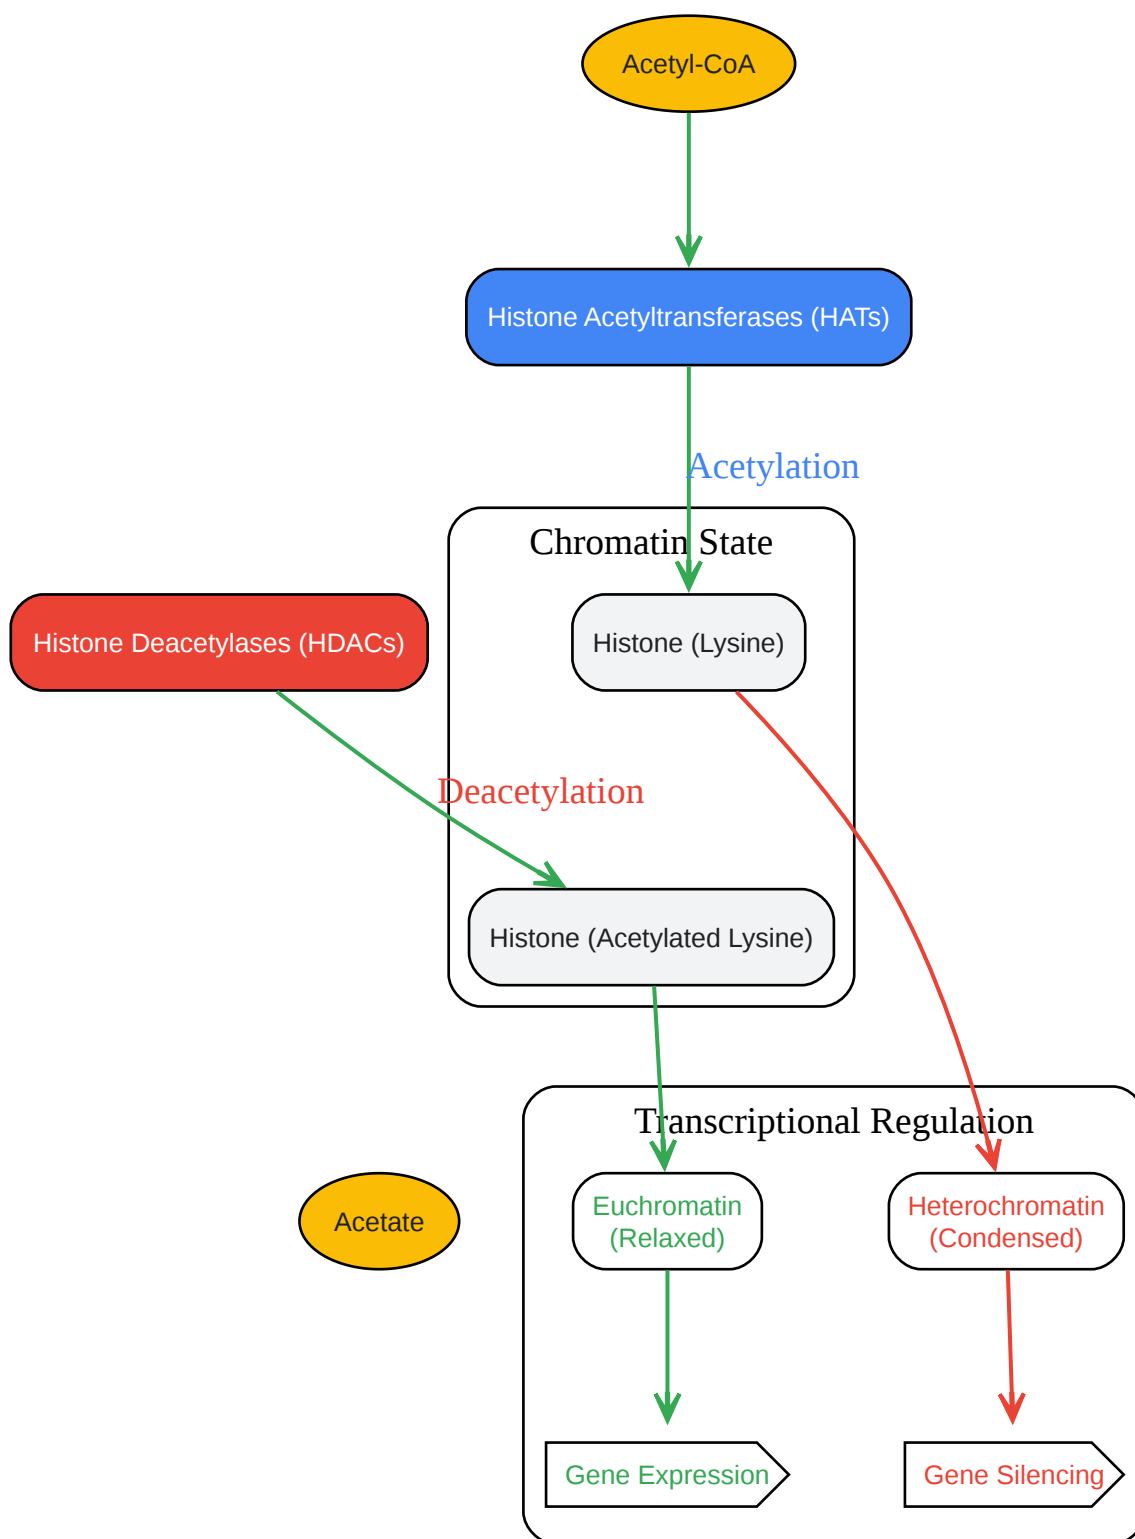 Acetyl-CoA
Histone Acetyltransferases (HATs)
Acetylation
Chromatin State
Histone Deacetylases (HDACs)
Histone (Lysine)
Deacetylation
Histone (Acetylated Lysine)
Transcriptional Regulation
Acetate
Euchromatin
(Relaxed)
Heterochromatin
(Condensed)
Gene Expression
Gene Silencing